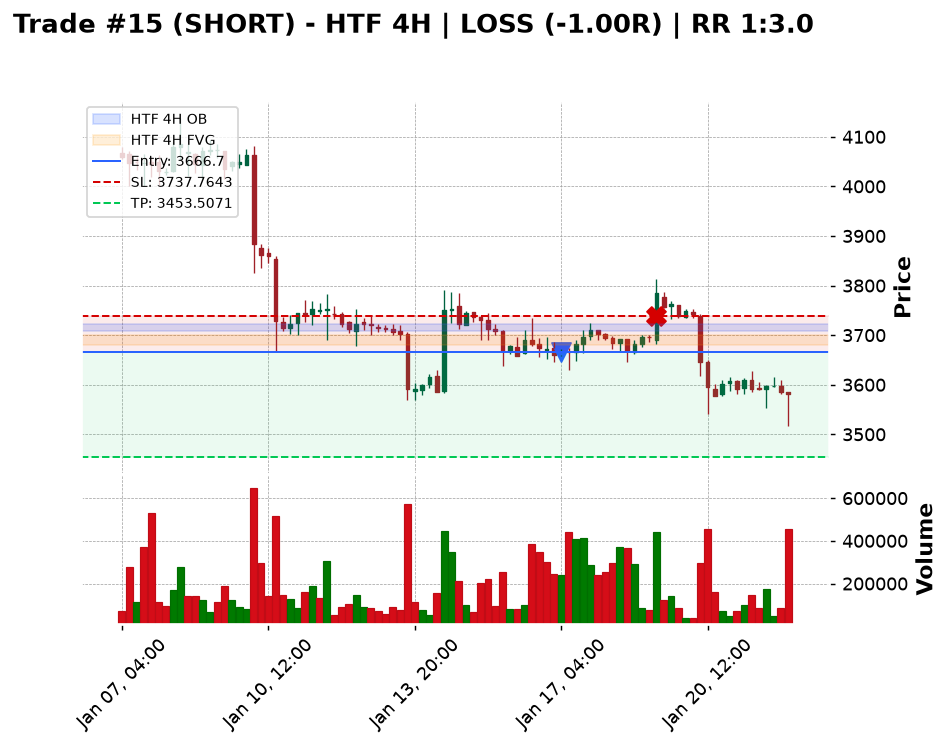 Trade #15 (SHORT) - HTF 4H | LOSS (-1.00R) | RR 1:3.0
HTF 4H OB
HTF 4H FVG
Entry: 3666.7
SL: 3737.7643
TP: 3453.5071
4100
4000
3900
3800
3700
3600
3500
Price
600000
400000
200000
Volume
Jan 07, 04:00
Jan 10, 12:00
Jan 13, 20:00
Jan 17, 04:00
Jan 20, 12:00